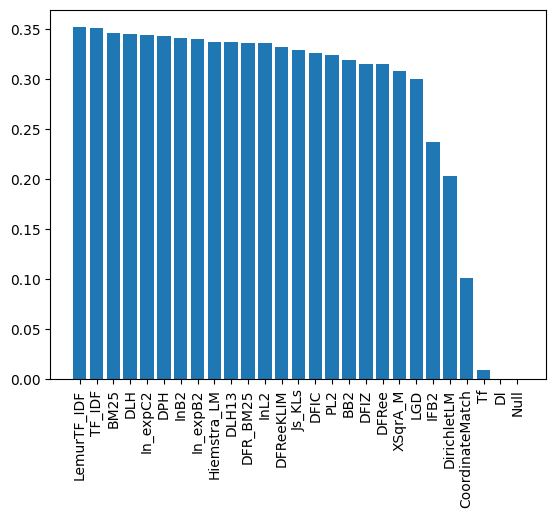 0.35
0.30
0.25
0.20
0.15
0.10
0.05
0.00
LemurTF_IDF
TF_IDF
BM25
DLH
In_expC2
DPH
InB2
In_expB2
Hiemstra_LM
DLH13
DFR_BM25
InL2
DFReeKLIM
Js_KLs
DFIC
PL2
BB2
DFIZ
DFRee
XSqrA_M
LGD
IFB2
DirichletLM
CoordinateMatch
Tf
Dl
Null